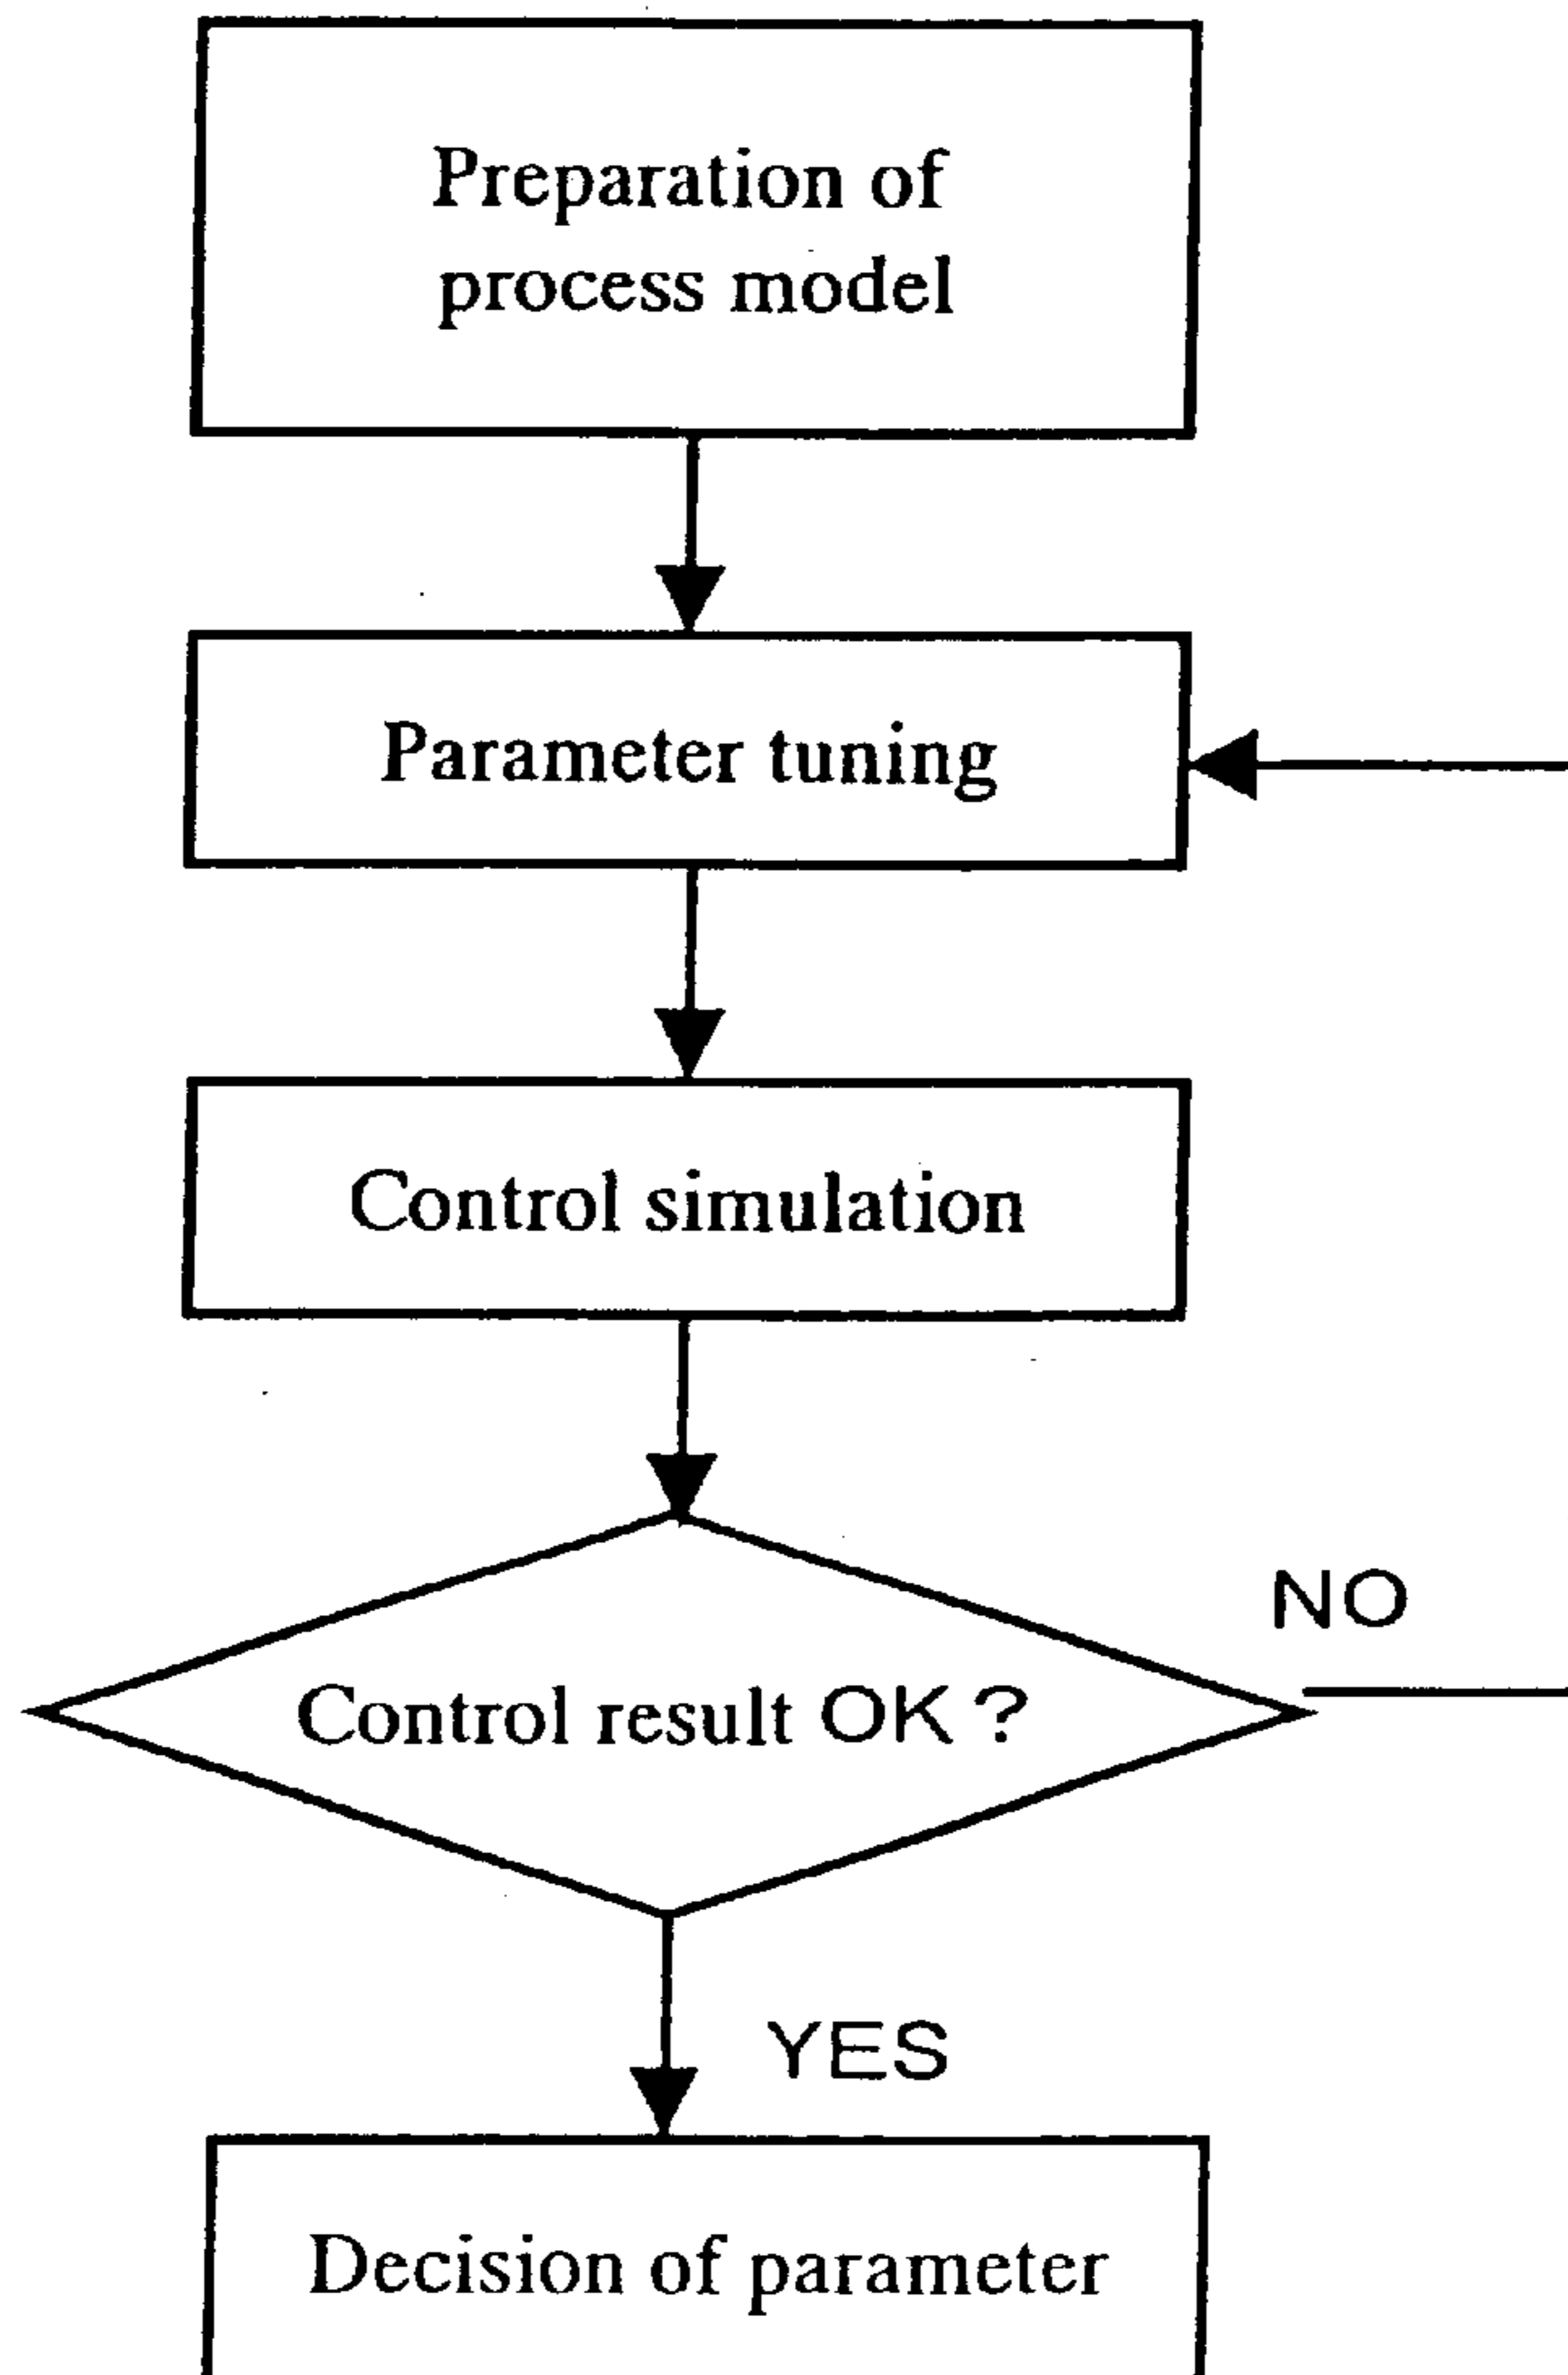 Preparation of
process model
Parameter tuning
Control simulation
NO
Control result OK ?
YES
Decision of parameter